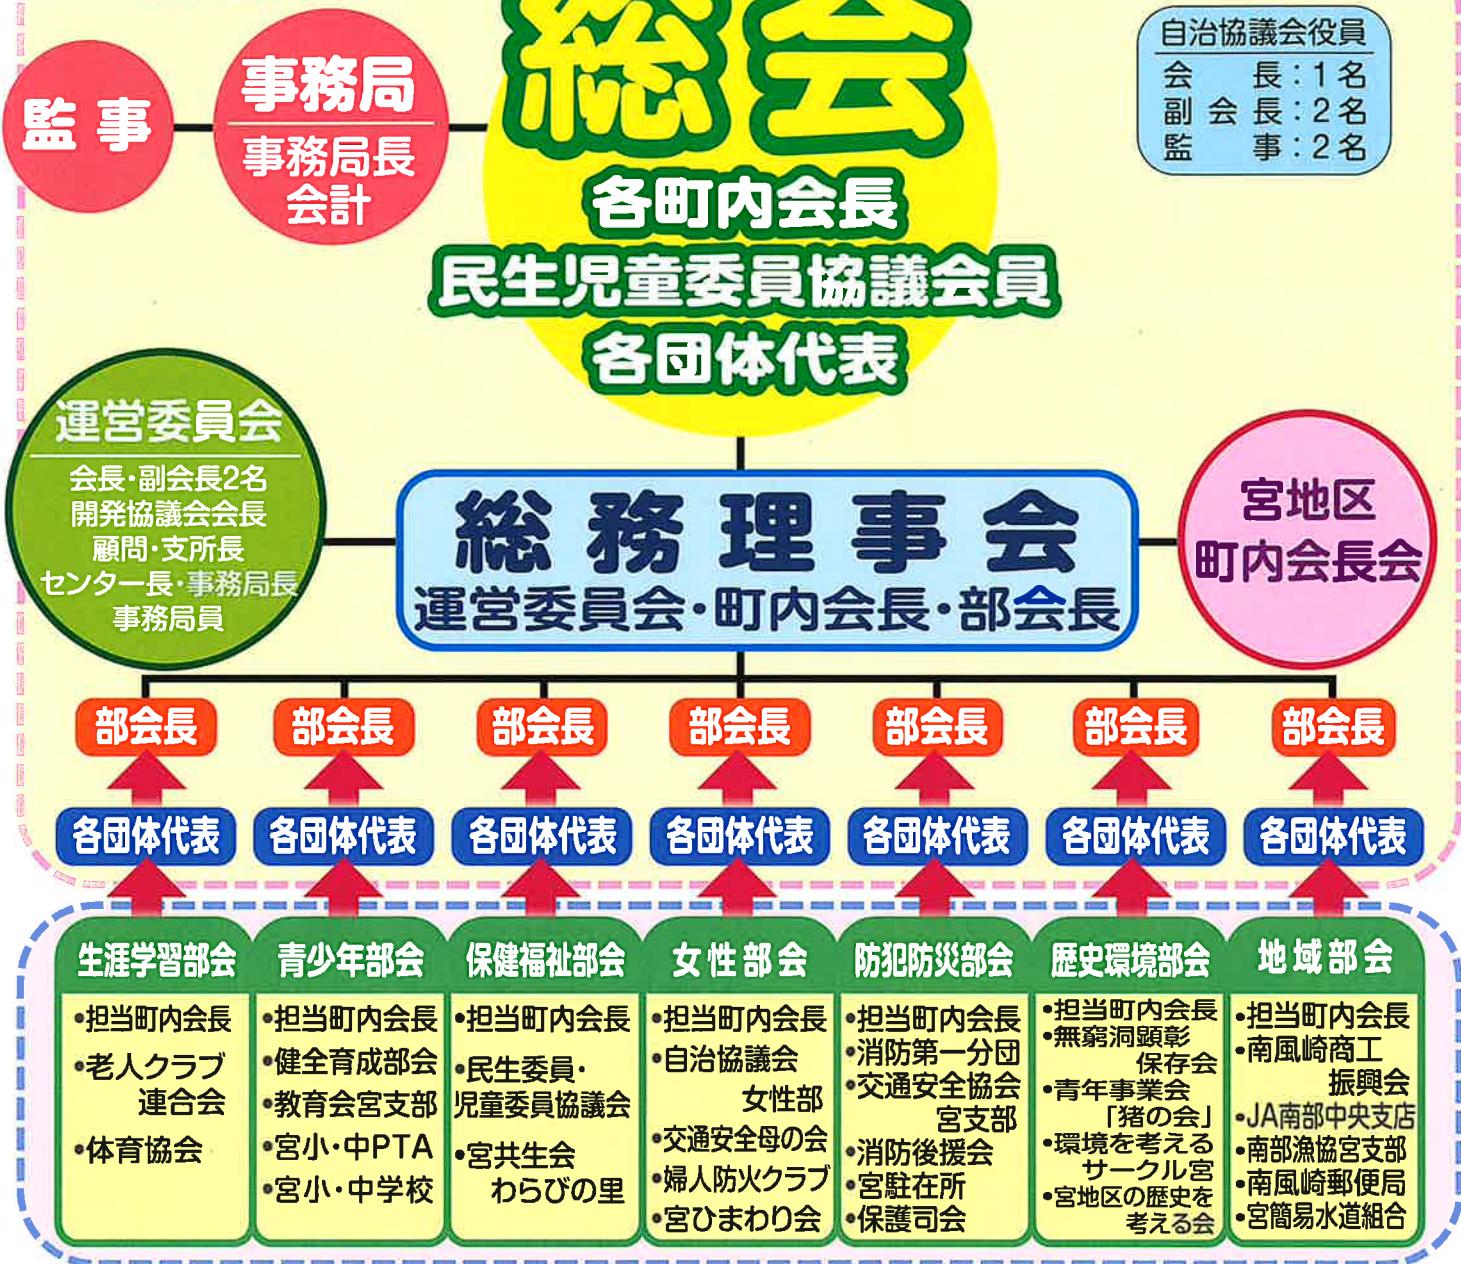 総会
各町内会長
民生児童委員協議会員
各団体代表
監事
事務局
事務局長
会計
自治協議会役員
会　　長：1名
副会長：2名
監　　事：2名
運営委員会
会長・副会長2名
開発協議会会長
顧問・支所長
センター長・事務局長
事務局員
総務理事会
運営委員会・町内会長・部会長
宮地区
町内会長会
部会長
部会長
部会長
部会長
部会長
部会長
部会長
各団体代表
各団体代表
各団体代表
各団体代表
各団体代表
各団体代表
各団体代表
生涯学習部会
•担当町内会長
•老人クラブ
連合会
•体育協会
青少年部会
•担当町内会長
•健全育成部会
•教育会宮支部
•宮小・中PTA
•宮小・中学校
保健福祉部会
•担当町内会長
•民生委員・
児童委員協議会
•宮共生会
わらびの里
女性部会
•担当町内会長
•自治協議会
女性部
•交通安全母の会
•婦人防火クラブ
•宮ひまわり会
防犯防災部会
•担当町内会長
•消防第一分団
•交通安全協会
宮支部
•消防後援会
•宮駐在所
•保護司会
歴史環境部会
•担当町内会長
•無窮洞顕彰
保存会
•青年事業会
「猪の会」
•環境を考える
サークル宮
•宮地区の歴史を
考える会
地域部会
•担当町内会長
•南風崎商工
振興会
•JA南部中央支店
•南部漁協宮支部
•南風崎郵便局
•宮簡易水道組合